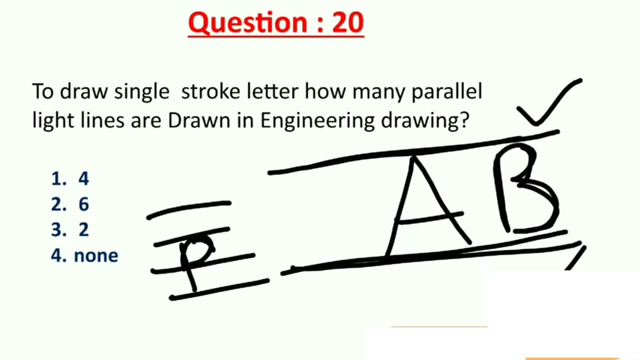 Question : 20
To draw single stroke letter how many parallel
light lines are Drawn in Engineering drawing?
1. 4
2. 6
3. 2
4. none
A B
P